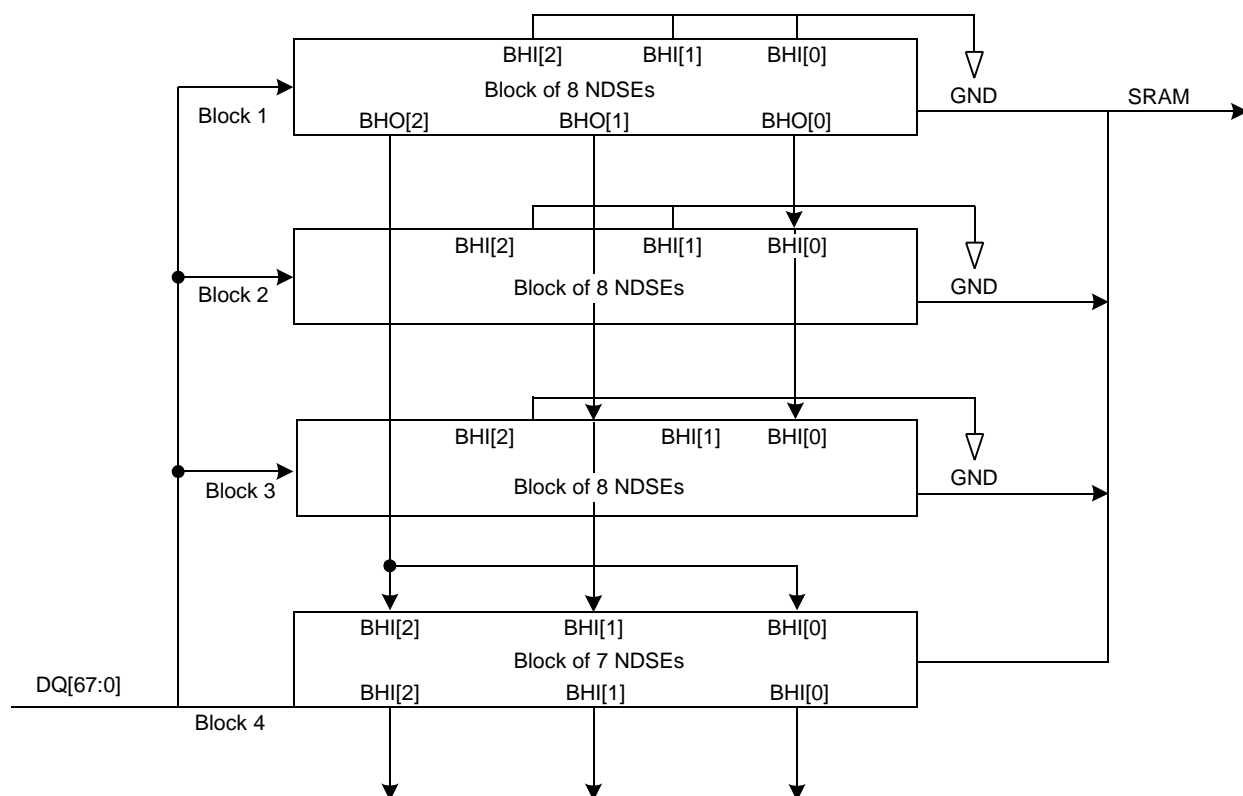 BHI[2] BHI[1] BHI[0]
Block of 8 NDSEs
GND
SRAM
Block 1
BHO[2] BHO[1] BHO[0]
BHI[2] BHI[1] BHI[0]
Block 2
Block of 8 NDSEs
GND
BHI[2] BHI[1] BHI[0]
Block 3
Block of 8 NDSEs
GND
BHI[2] BHI[1] BHI[0]
Block of 7 NDSEs
DQ[67:0]
BHI[2] BHI[1] BHI[0]
Block 4